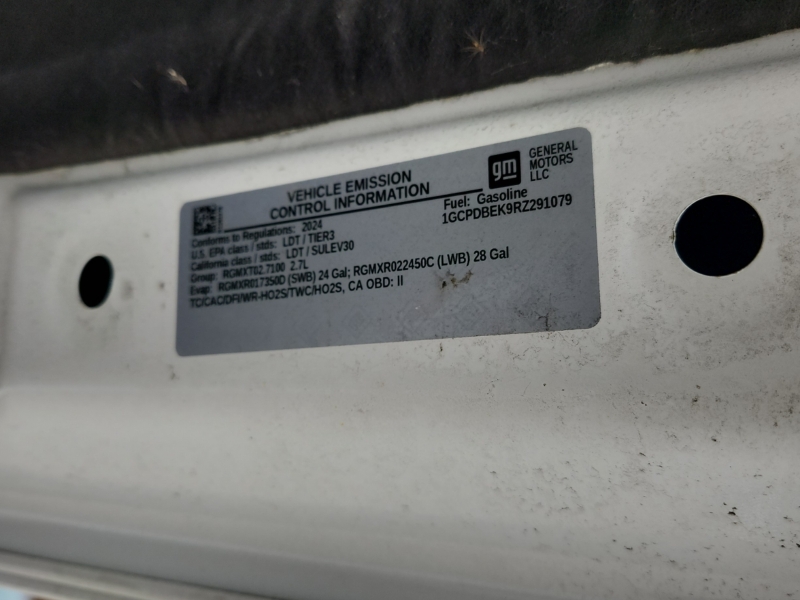 VEHICLE EMISSION
CONTROL INFORMATION
gm
GENERAL
MOTORS
LLC
Conforms to Regulations: 2024
Fuel: Gasoline
U.S. EPA class / stds: LDT / TIER3
1GCPDBEK9RZ291079
California class / stds: LDT / SULEV30
Group: RGMXT02.7100 2.7L
Evap: RGMXR017350D (SWB) 24 Gal; RGMXR022450C (LWB) 28 Gal
TC/CAC/DFI/WR-HO2S/TWC/HO2S, CA OBD: II